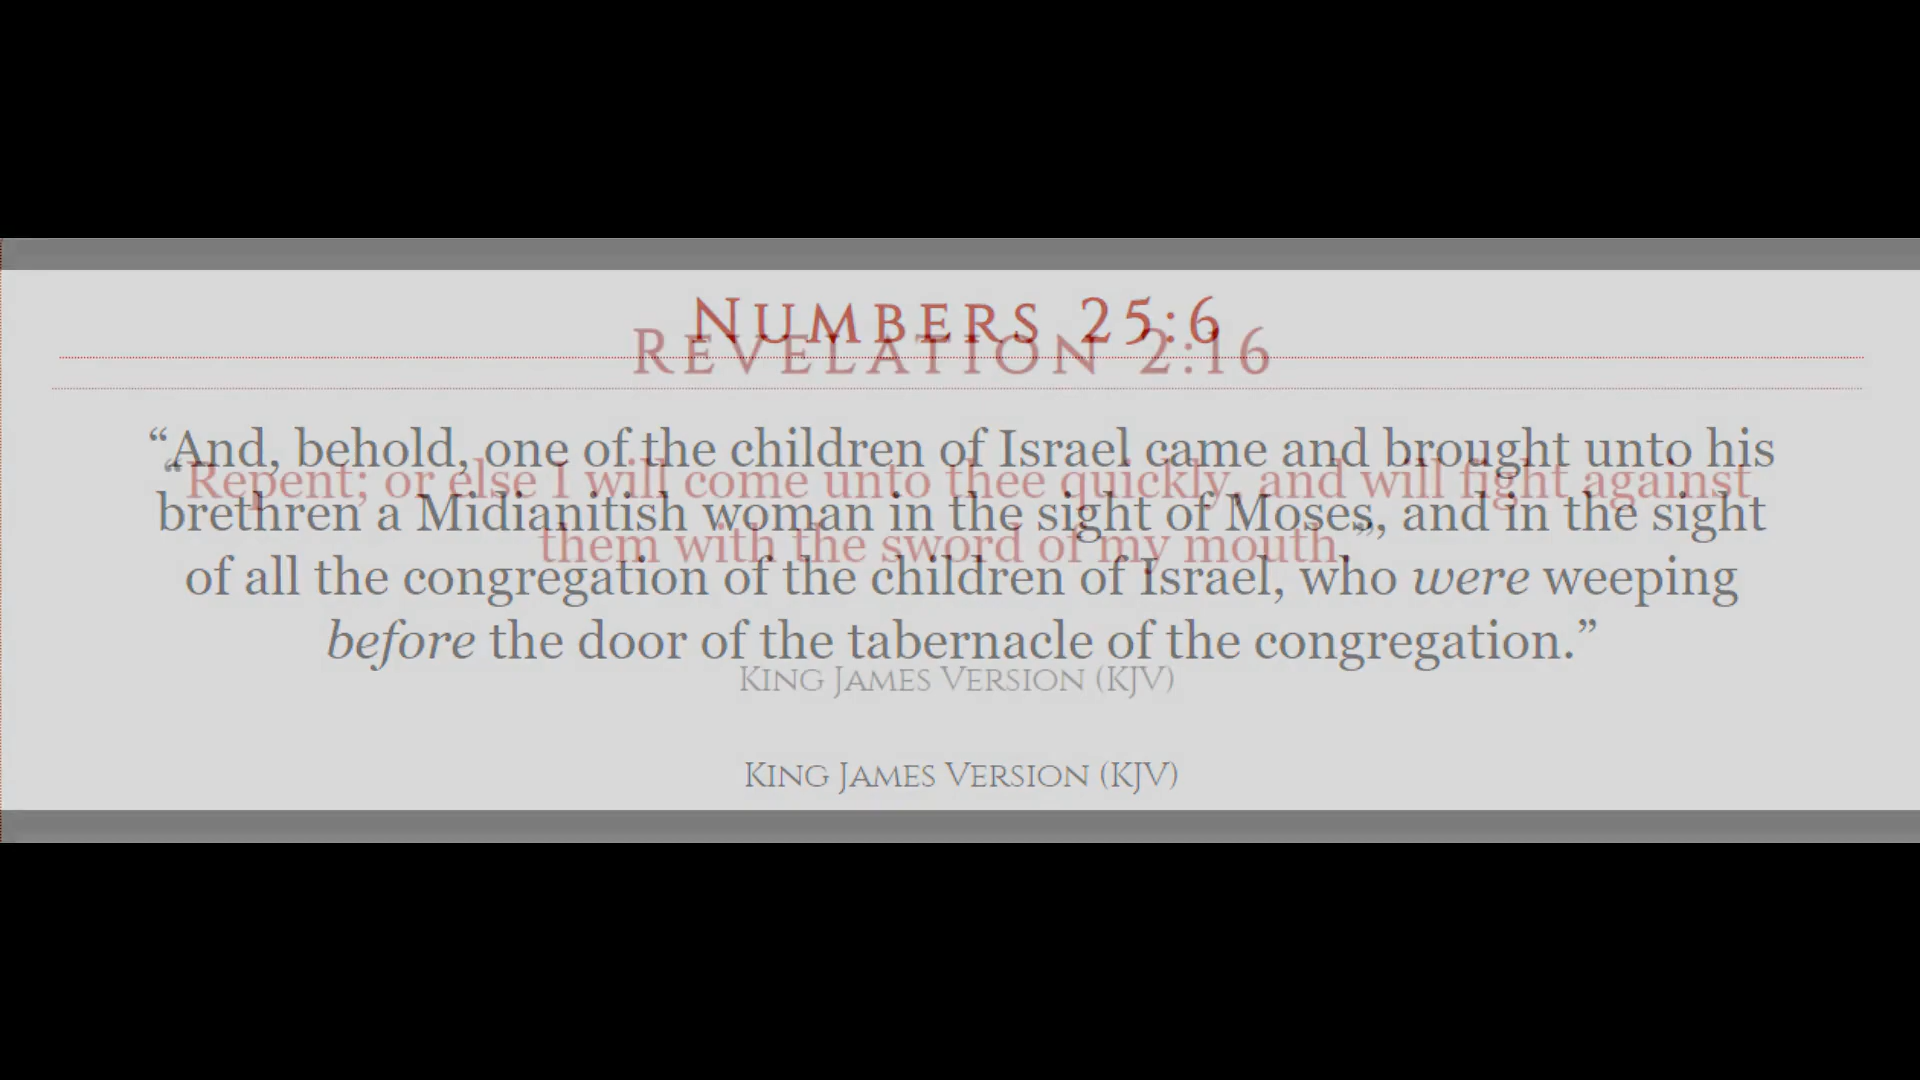 Numbers 25:6
Revelation 2:16
“And, behold, one of the children of Israel came and brought unto his
“Repent; or else I will come unto thee quickly, and will fight against
brethren a Midianitish woman in the sight of Moses, and in the sight
them with the sword of my mouth.”
of all the congregation of the children of Israel, who were weeping
before the door of the tabernacle of the congregation.”
King James Version (KJV)
King James Version (KJV)